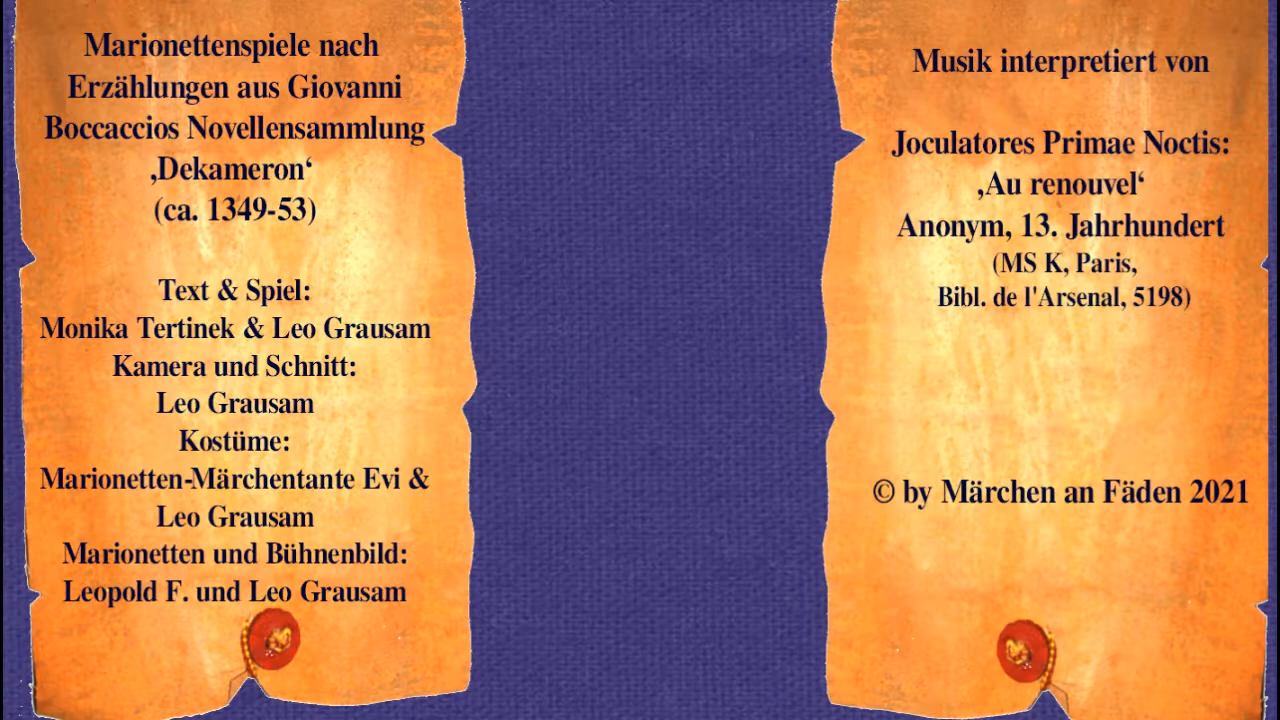 Marionettenspiele nach
Erzählungen aus Giovanni
Boccaccios Novellensammlung
‚Dekameron‘
(ca. 1349-53)
Text & Spiel:
Monika Tertinek & Leo Grausam
Kamera und Schnitt:
Leo Grausam
Kostüme:
Marionetten-Märchentante Evi &
Leo Grausam
Marionetten und Bühnenbild:
Leopold F. und Leo Grausam
Musik interpretiert von
Joculatores Primae Noctis:
‚Au renouvel‘
Anonym, 13. Jahrhundert
(MS K, Paris,
Bibl. de l'Arsenal, 5198)
© by Märchen an Fäden 2021